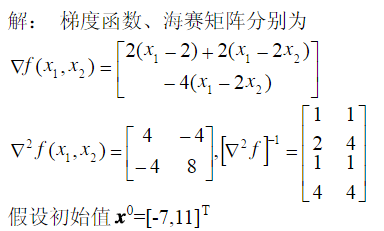 解： 梯度函数、海赛矩阵分别为
∇f(x₁,x₂) = [2(x₁−2)+2(x₁−2x₂)
−4(x₁−2x₂)]
∇²f(x₁,x₂) = [4 −4
−4 8], [∇²f]⁻¹ = [1 1
2 4
1 1
4 4]
假设初始值 x⁰=[-7,11]ᵀ